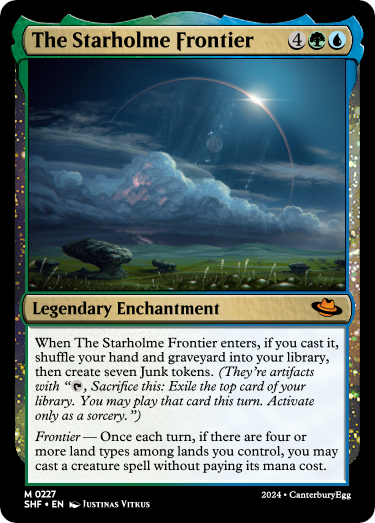 The Starholme Frontier 4
Legendary Enchantment
When The Starholme Frontier enters, if you cast it,
shuffle your hand and graveyard into your library,
then create seven Junk tokens. (They're artifacts
with “, Sacrifice this: Exile the top card of your
library. You may play that card this turn. Activate
only as a sorcery.”)
Frontier — Once each turn, if there are four or
more land types among lands you control, you may
cast a creature spell without paying its mana cost.
M 0227
SHF • EN JUSTINAS VITKUS
2024 • CanterburyEgg